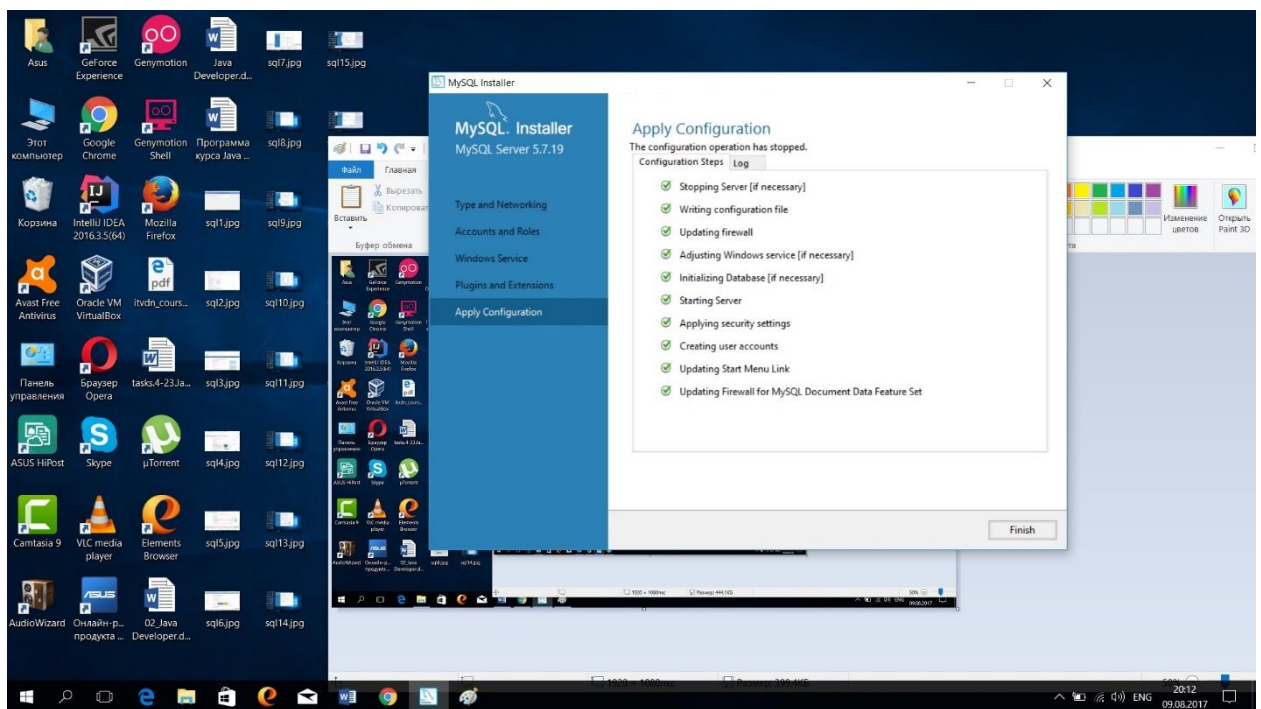 Asus
GeForce
Experience
Genymotion
Java
Developer.d...
sql7.jpg
sql15.jpg
Этот
компьютер
Google
Chrome
Genymotion
Shell
Программа
курса Java ...
sql8.jpg
Корзина
IntelliJ IDEA
2016.3.5(64)
Mozilla
Firefox
sql1.jpg
sql9.jpg
Avast Free
Antivirus
Oracle VM
VirtualBox
itvdn_cours...
sql2.jpg
sql10.jpg
Панель
управления
Браузер
Opera
tasks.4-23.Ja...
sql3.jpg
sql11.jpg
ASUS HiPost
Skype
µTorrent
sql4.jpg
sql12.jpg
Camtasia 9
VLC media
player
Elements
Browser
sql5.jpg
sql13.jpg
AudioWizard
Онлайн-р...
продукта ...
02_Java
Developer.d...
sql6.jpg
sql14.jpg
Файл
Главная
Вставить
Вырезать
Буфер обмена
Изменение
цветов
Открыть
Paint 3D
MySQL Installer
MySQL. Installer
MySQL Server 5.7.19
Type and Networking
Accounts and Roles
Windows Service
Plugins and Extensions
Apply Configuration
Apply Configuration
The configuration operation has stopped.
Configuration Steps
Log
Stopping Server [if necessary]
Writing configuration file
Updating firewall
Adjusting Windows service [if necessary]
Initializing Database [if necessary]
Starting Server
Applying security settings
Creating user accounts
Updating Start Menu Link
Updating Firewall for MySQL Document Data Feature Set
Finish
ENG
20:12
09.08.2017